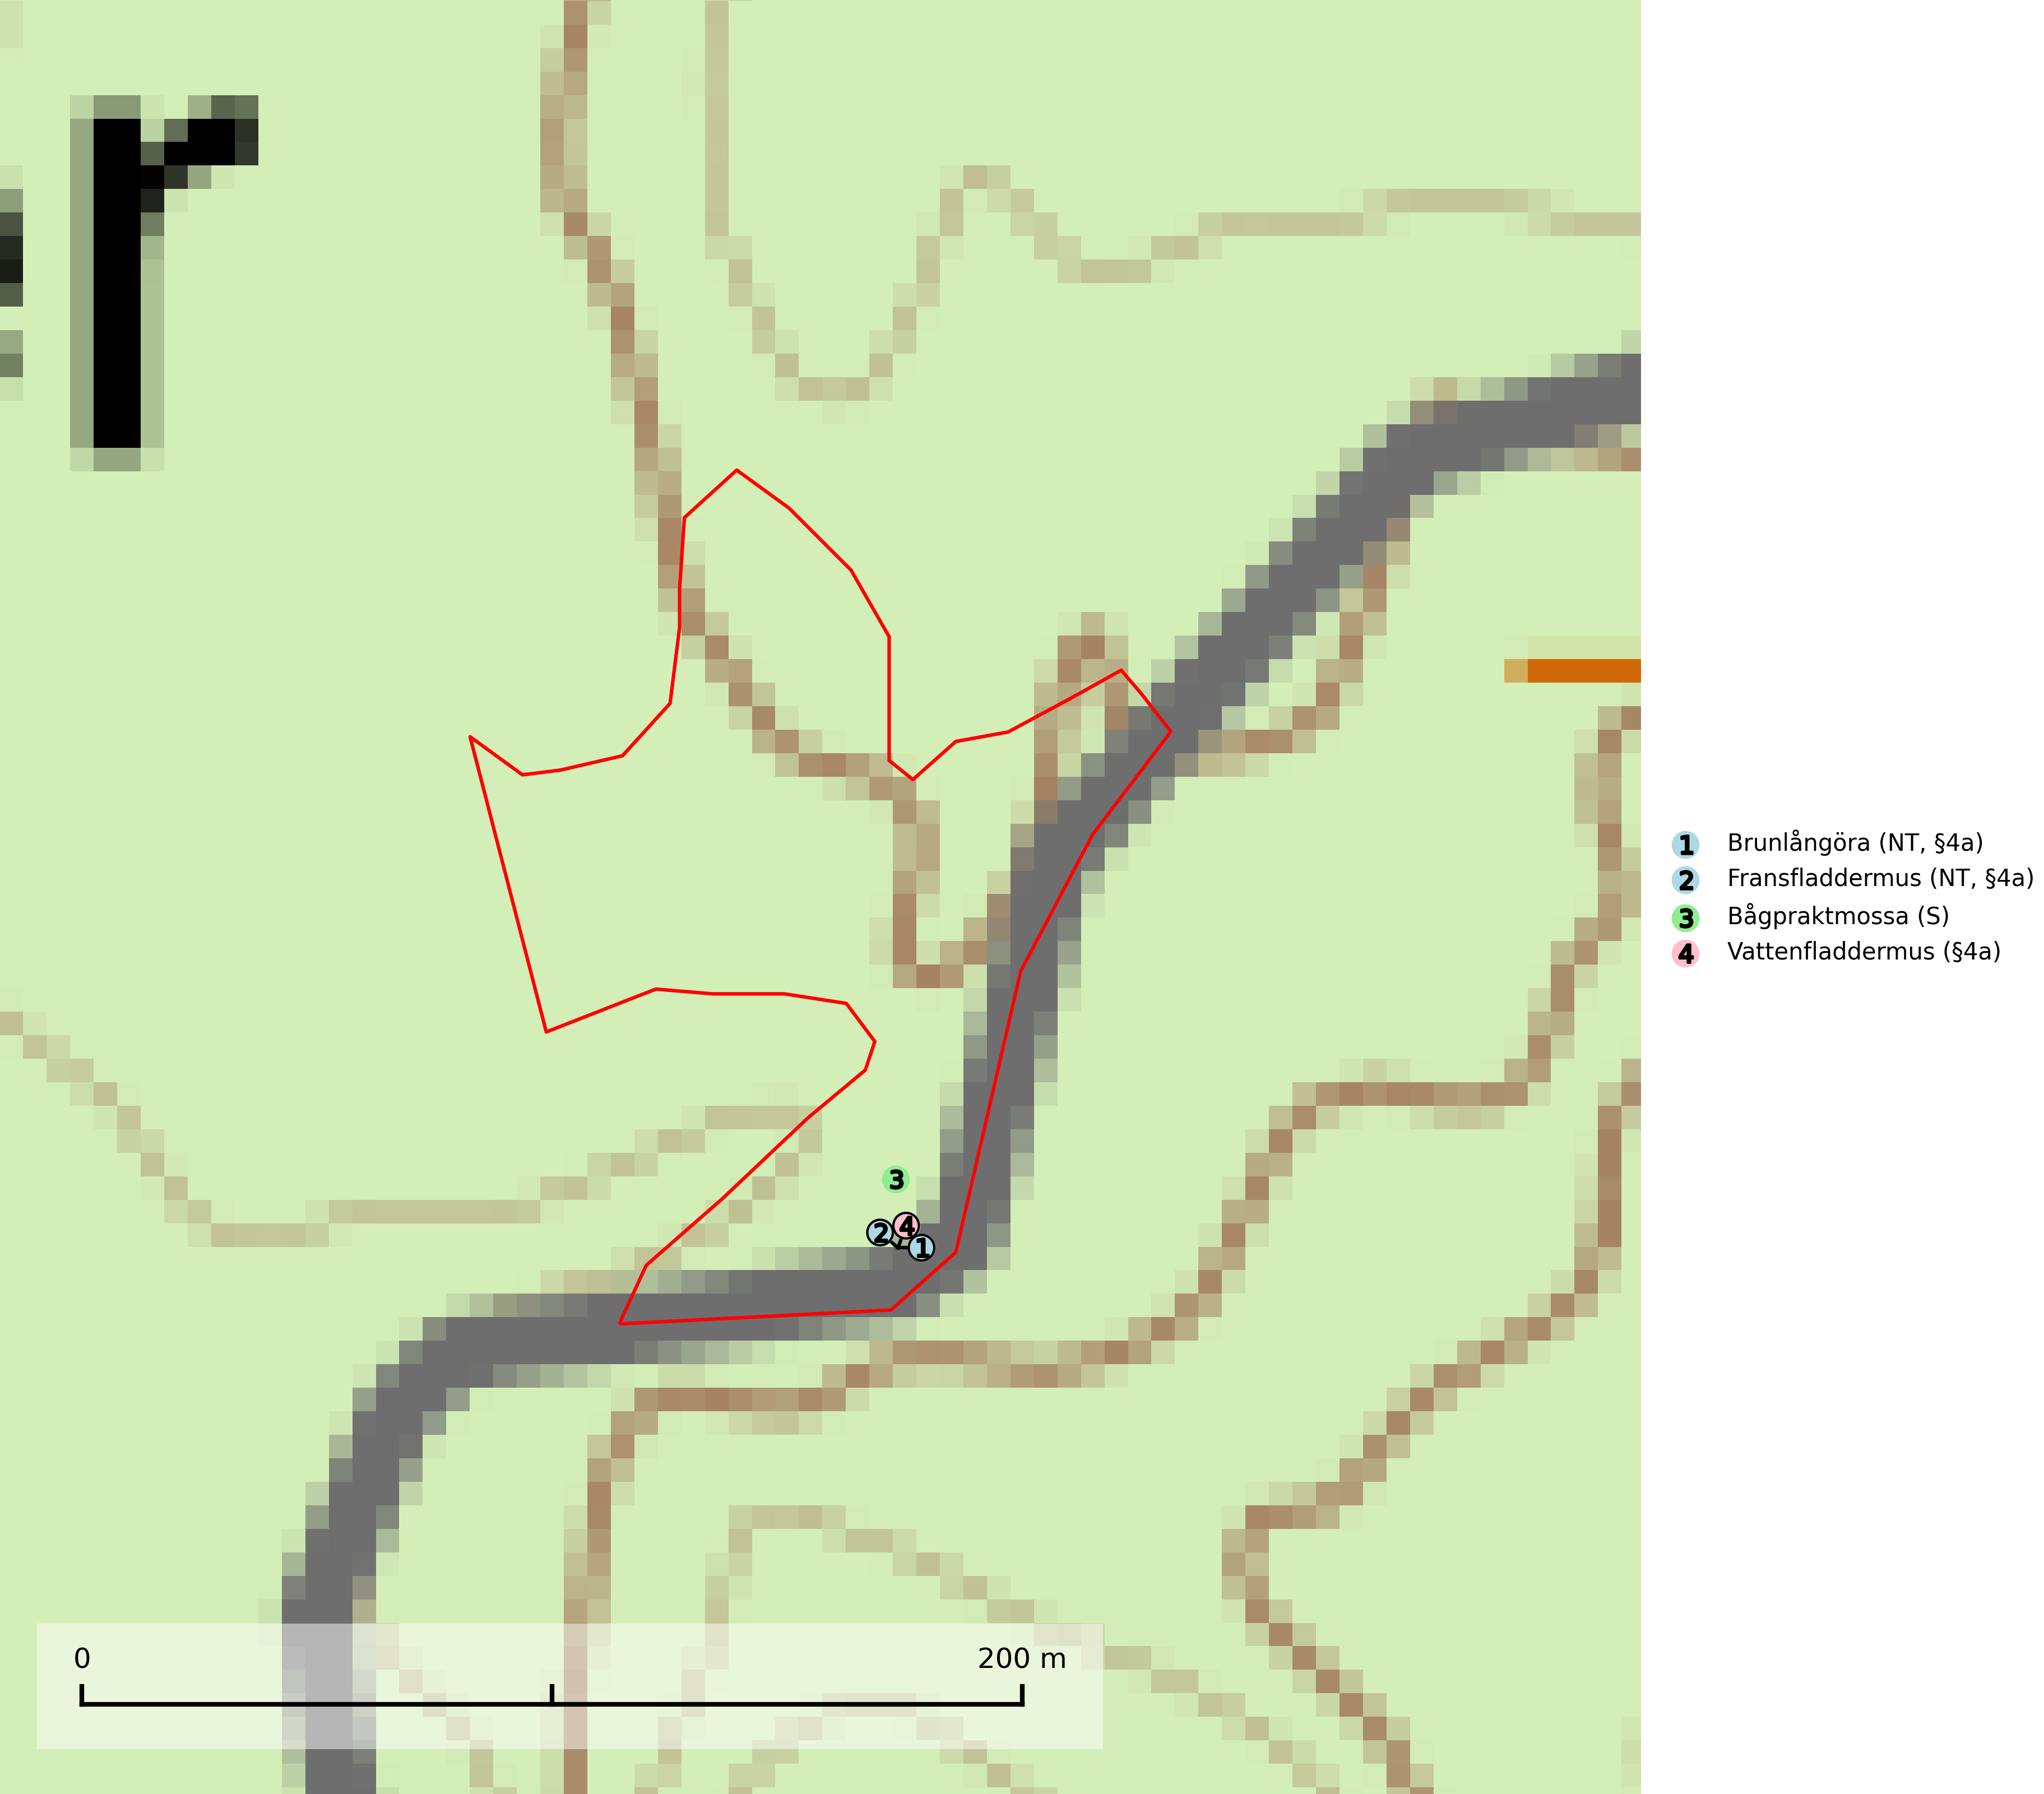 3
2
4
1
0
200 m
1 Brunlångöra (NT, §4a)
2 Fransfladdermus (NT, §4a)
3 Bågpraktmossa (S)
4 Vattenfladdermus (§4a)